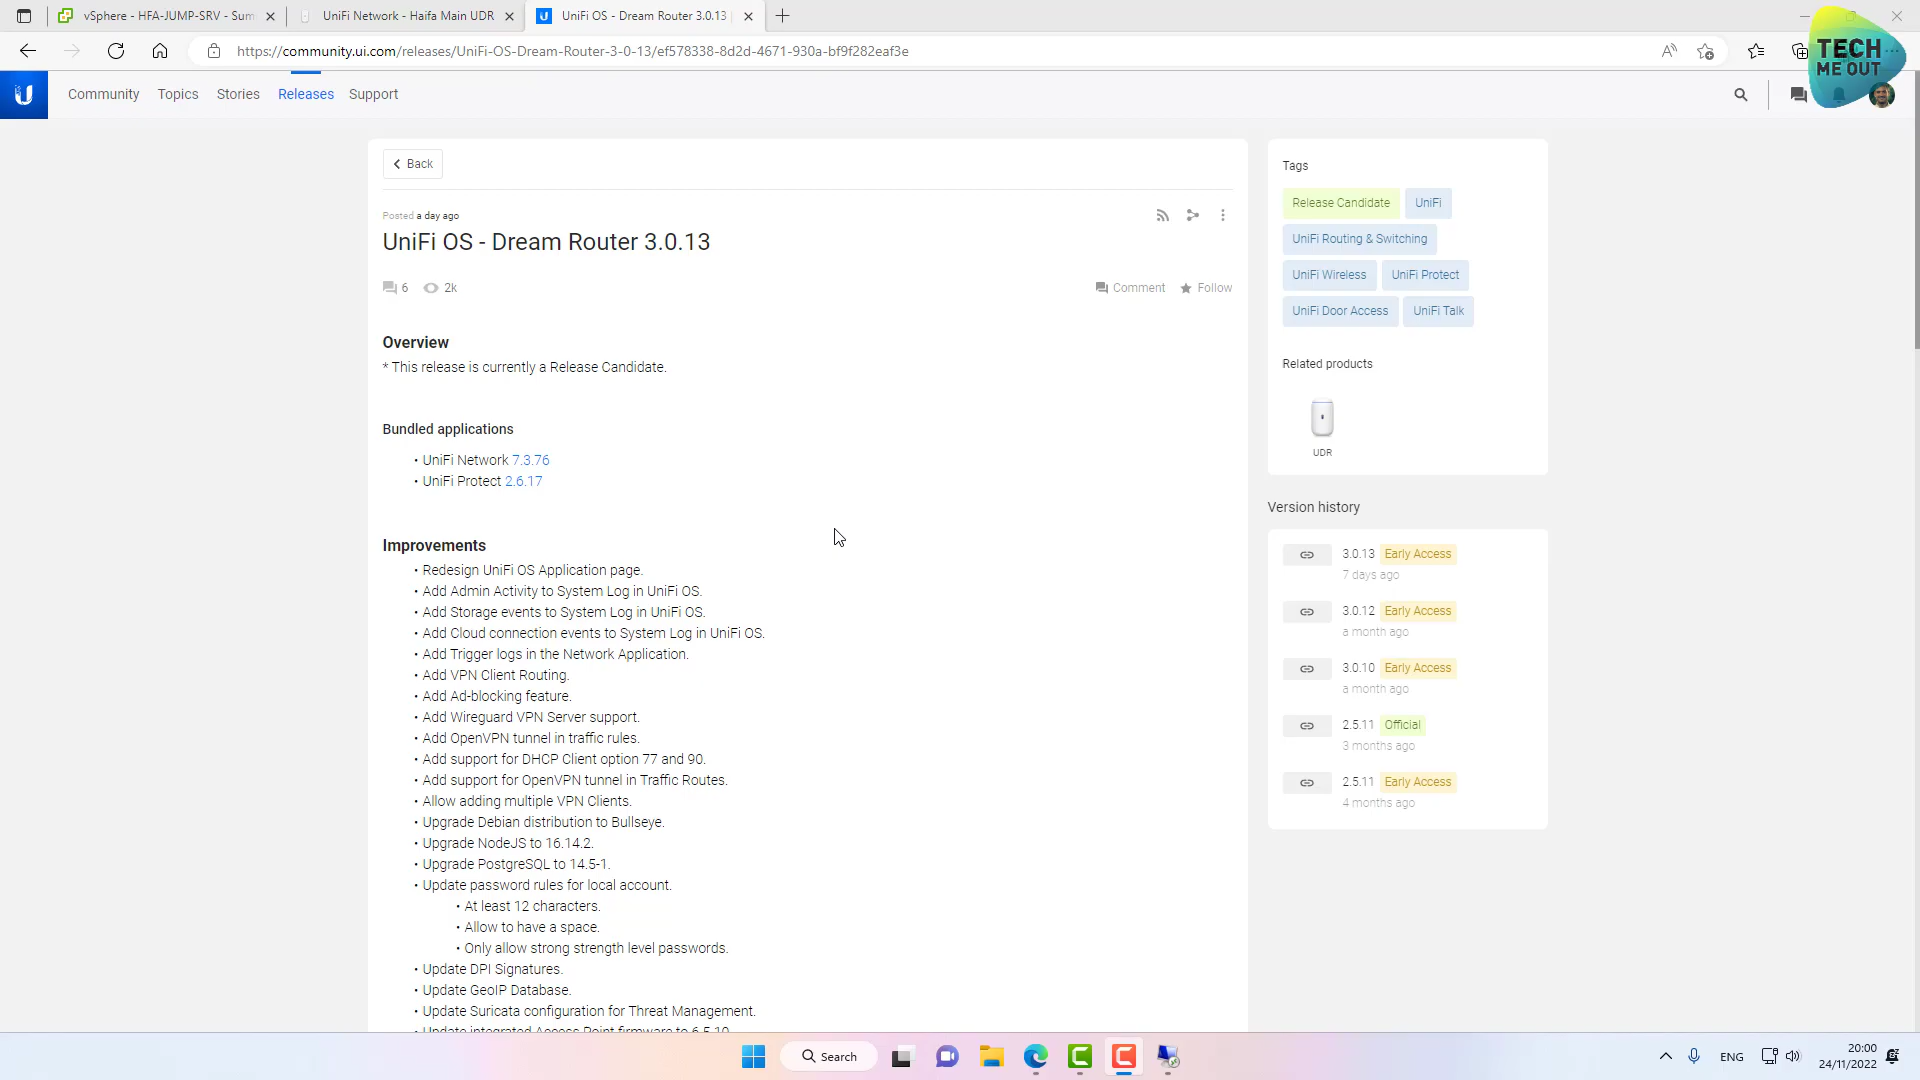 vSphere - HFA-JUMP-SRV - Sum
UniFi Network - Haifa Main UDR
UniFi OS - Dream Router 3.0.13
https://community.ui.com/releases/UniFi-OS-Dream-Router-3-0-13/ef578338-8d2d-4671-930a-bf9f282eaf3e
TECH
ME OUT
Community
Topics
Stories
Releases
Support
Back
Posted a day ago
UniFi OS - Dream Router 3.0.13
6
2k
Comment
Follow
Overview
* This release is currently a Release Candidate.
Bundled applications
• UniFi Network 7.3.76
• UniFi Protect 2.6.17
Improvements
• Redesign UniFi OS Application page.
• Add Admin Activity to System Log in UniFi OS.
• Add Storage events to System Log in UniFi OS.
• Add Cloud connection events to System Log in UniFi OS.
• Add Trigger logs in the Network Application.
• Add VPN Client Routing.
• Add Ad-blocking feature.
• Add Wireguard VPN Server support.
• Add OpenVPN tunnel in traffic rules.
• Add support for DHCP Client option 77 and 90.
• Add support for OpenVPN tunnel in Traffic Routes.
• Allow adding multiple VPN Clients.
• Upgrade Debian distribution to Bullseye.
• Upgrade NodeJS to 16.14.2.
• Upgrade PostgreSQL to 14.5-1.
• Update password rules for local account.
• At least 12 characters.
• Allow to have a space.
• Only allow strong strength level passwords.
• Update DPI Signatures.
• Update GeoIP Database.
• Update Suricata configuration for Threat Management.
• Update integrated Access Point firmware to 6.5.10
Tags
Release Candidate
UniFi
UniFi Routing & Switching
UniFi Wireless
UniFi Protect
UniFi Door Access
UniFi Talk
Related products
UDR
Version history
3.0.13 Early Access
7 days ago
3.0.12 Early Access
a month ago
3.0.10 Early Access
a month ago
2.5.11 Official
3 months ago
2.5.11 Early Access
4 months ago
Search
ENG
20:00
24/11/2022